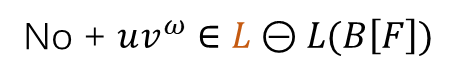 No + uv^ω ∈ L ⊖ L(B[F])